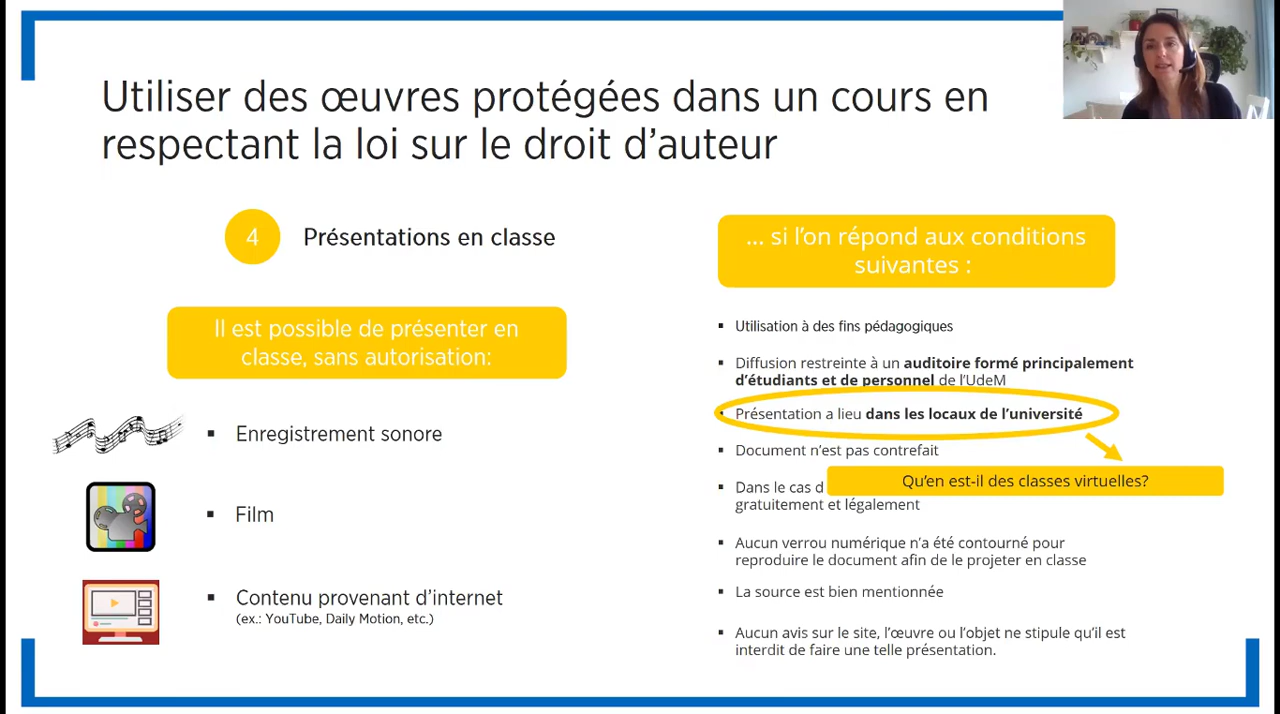 Utiliser des œuvres protégées dans un cours en
respectant la loi sur le droit d’auteur
4 Présentations en classe
Il est possible de présenter en
classe, sans autorisation:
▪ Enregistrement sonore
▪ Film
▪ Contenu provenant d’internet
(ex.: YouTube, Daily Motion, etc.)
... si l’on répond aux conditions
suivantes :
▪ Utilisation à des fins pédagogiques
▪ Diffusion restreinte à un auditoire formé principalement
d’étudiants et de personnel de l’UdeM
▪ Présentation a lieu dans les locaux de l’université
▪ Document n’est pas contrefait
Qu’en est-il des classes virtuelles?
▪ Dans le cas d
gratuitement et légalement
▪ Aucun verrou numérique n’a été contourné pour
reproduire le document afin de le projeter en classe
▪ La source est bien mentionnée
▪ Aucun avis sur le site, l’œuvre ou l’objet ne stipule qu’il est
interdit de faire une telle présentation.